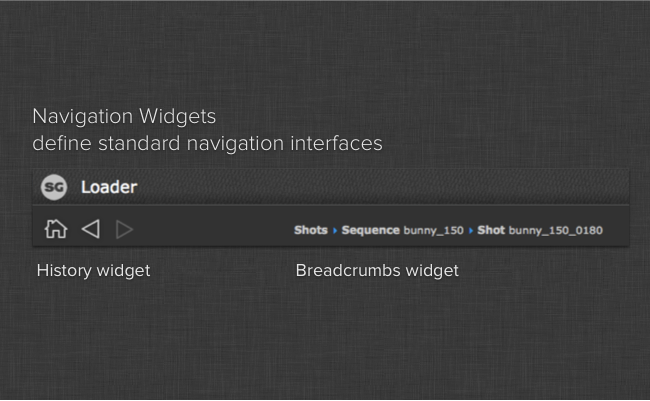 Navigation Widgets
define standard navigation interfaces
SG Loader
Shots Sequence bunny_150 Shot bunny_150_0180
History widget Breadcrumbs widget